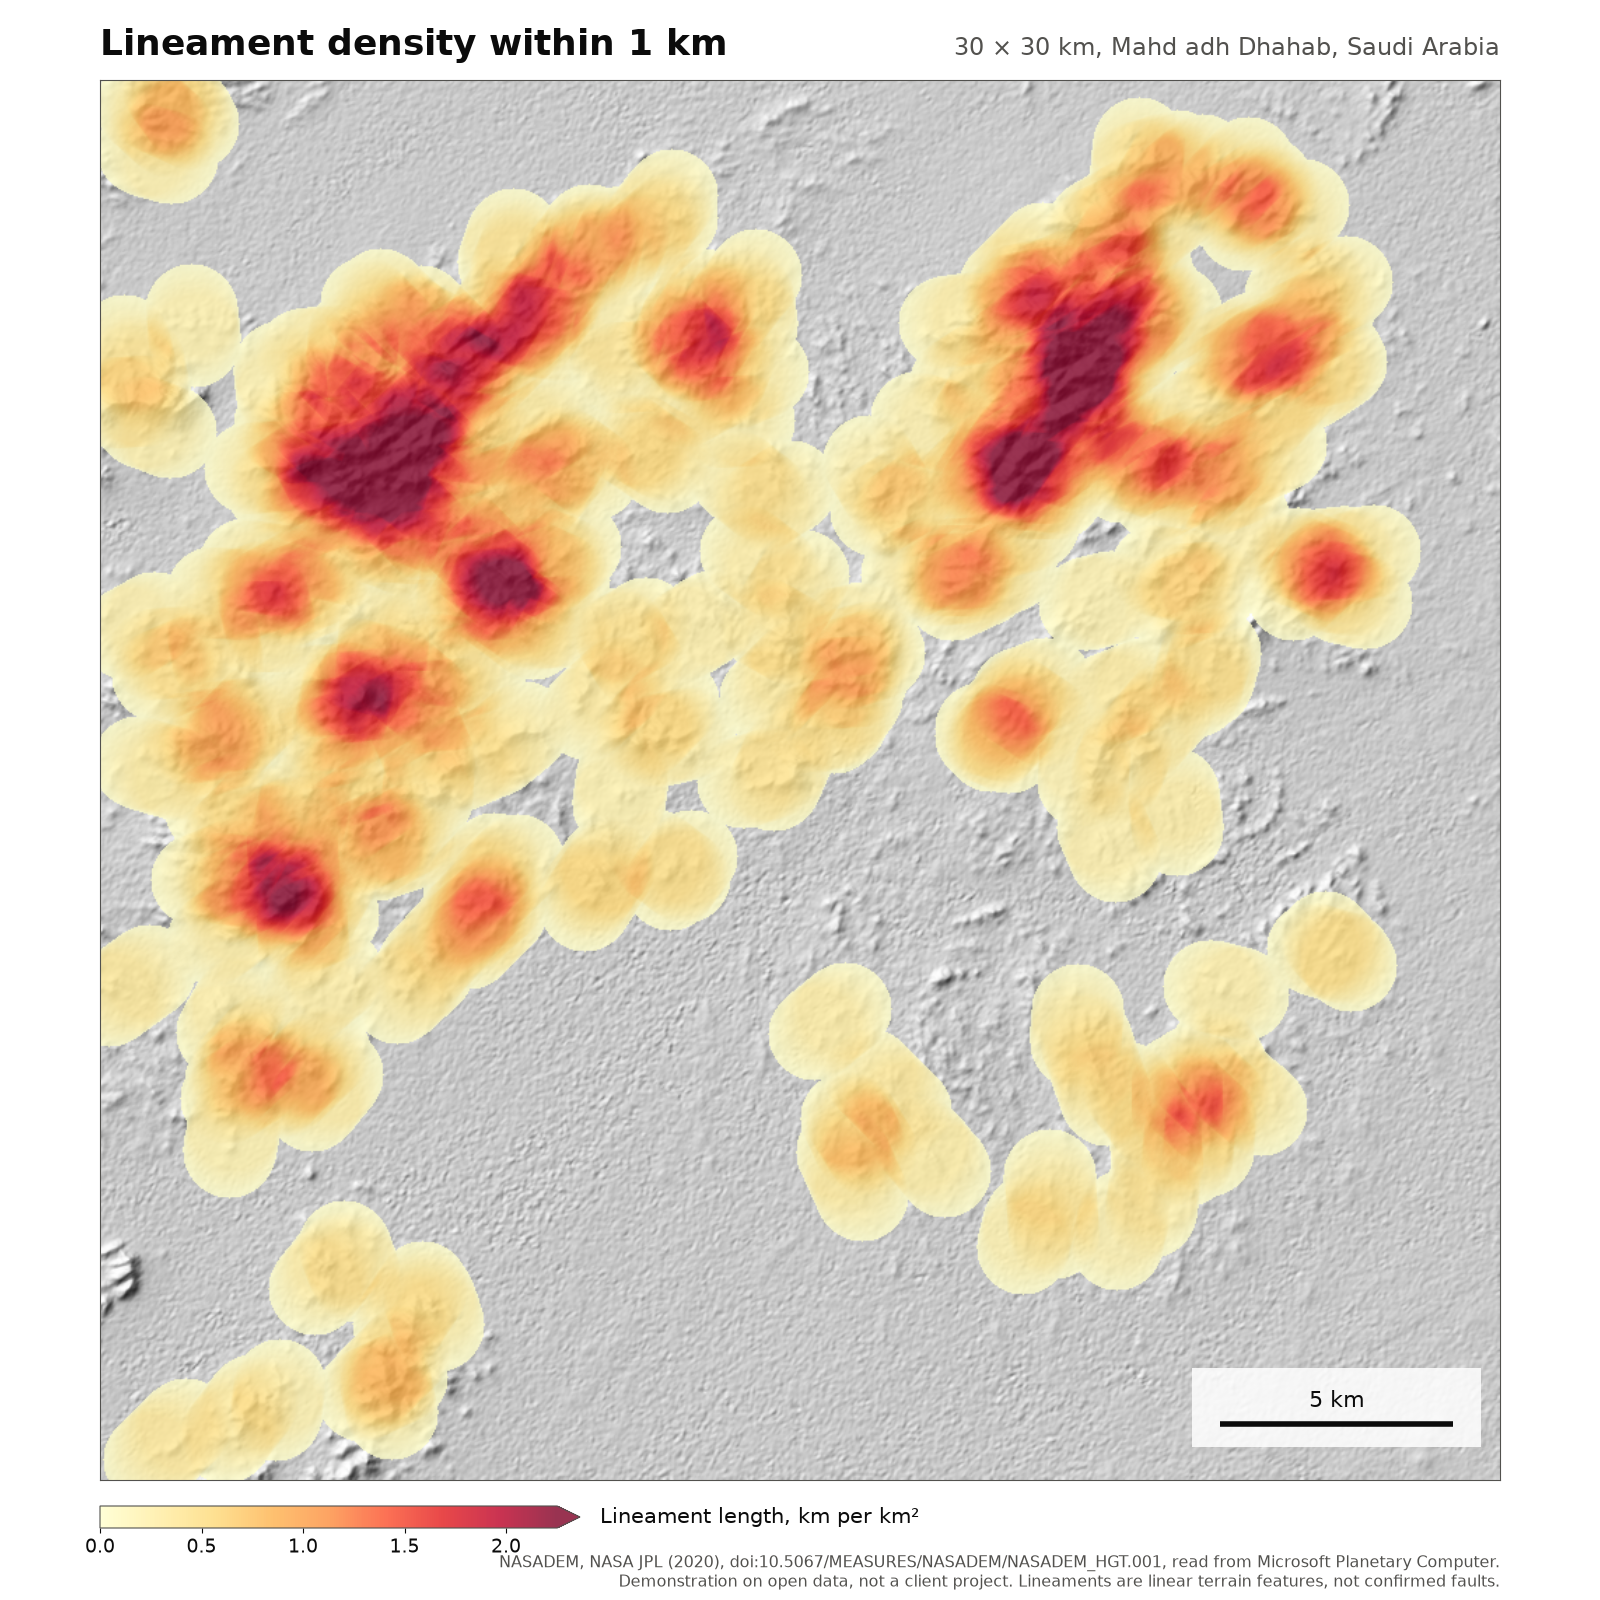 Lineament density within 1 km
30 × 30 km, Mahd adh Dhahab, Saudi Arabia
5 km
Lineament length, km per km²
0.0 0.5 1.0 1.5 2.0
NASADEM, NASA JPL (2020), doi:10.5067/MEASURES/NASADEM/NASADEM_HGT.001, read from Microsoft Planetary Computer.
Demonstration on open data, not a client project. Lineaments are linear terrain features, not confirmed faults.